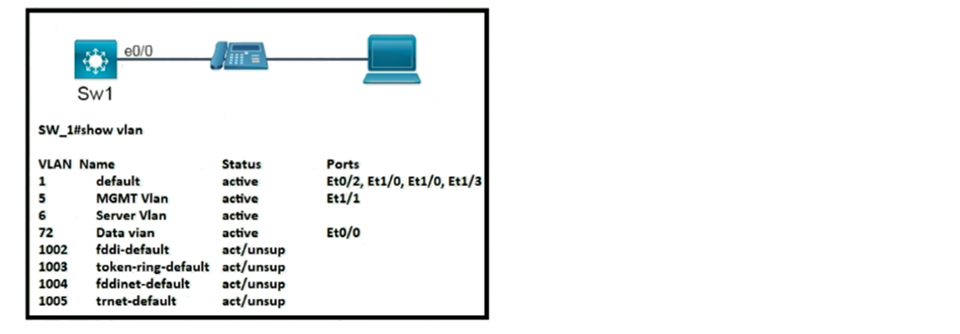 e0/0
Sw1
SW_1#show vlan
VLAN Name Status Ports
1 default active Et0/2, Et1/0, Et1/0, Et1/3
5 MGMT Vlan active Et1/1
6 Server Vlan active
72 Data vian active Et0/0
1002 fddi-default act/unsup
1003 token-ring-default act/unsup
1004 fddinet-default act/unsup
1005 trnet-default act/unsup